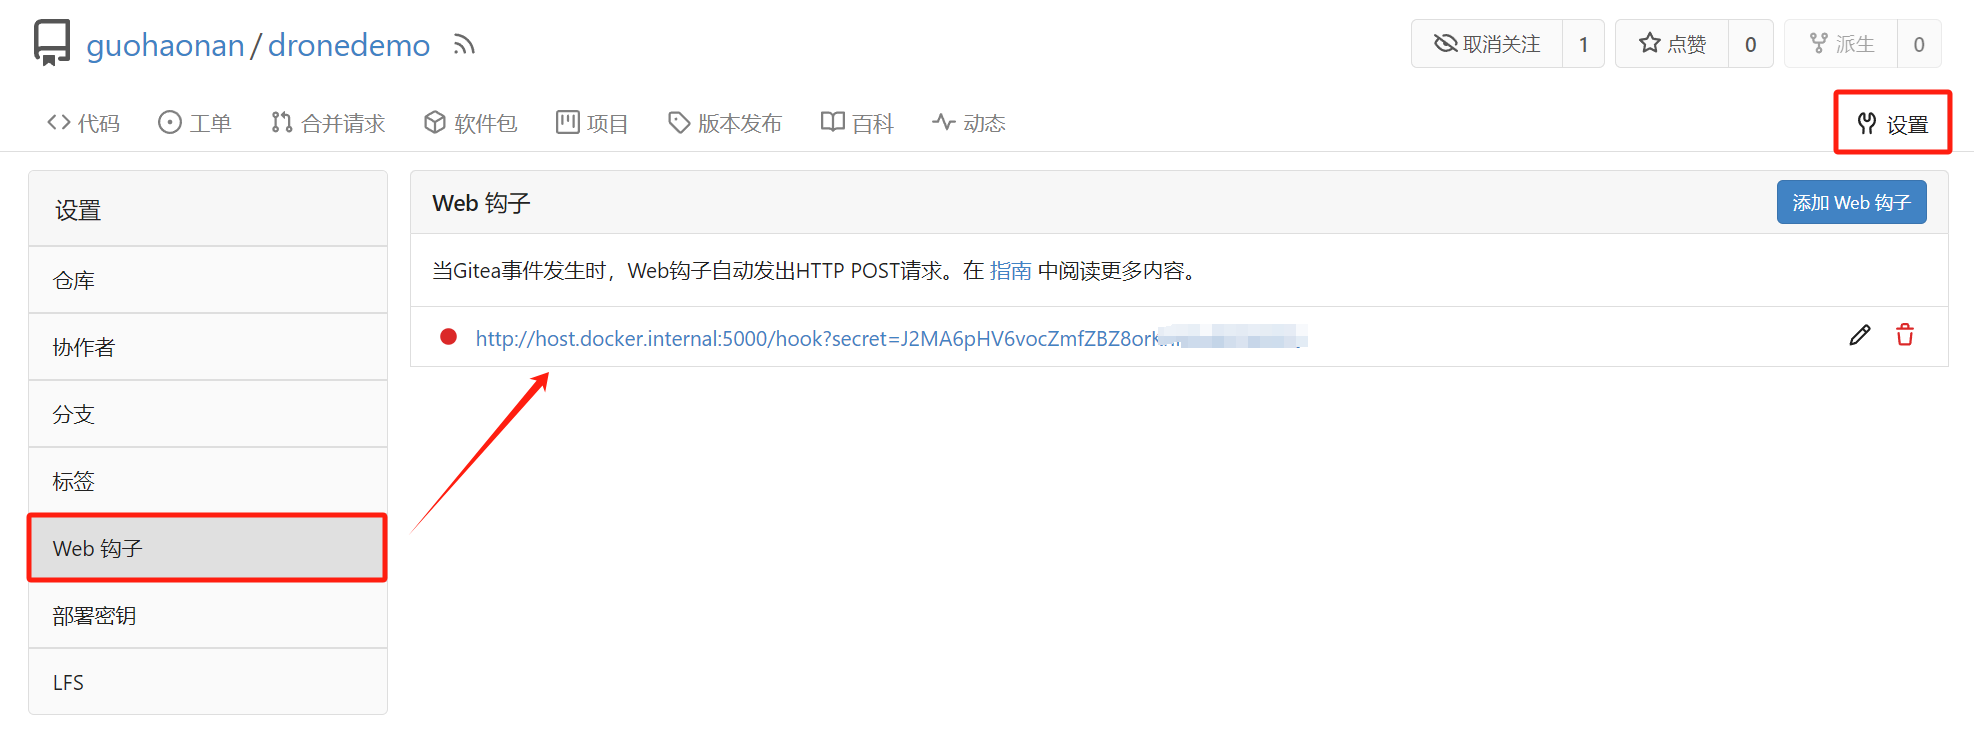 guohaonan / dronedemo
取消关注 1 点赞 0 派生 0
代码 工单 合并请求 软件包 项目 版本发布 百科 动态 设置
设置
仓库
协作者
分支
标签
Web 钩子
部署密钥
LFS
Web 钩子 添加 Web 钩子
当Gitea事件发生时，Web钩子自动发出HTTP POST请求。在 指南 中阅读更多内容。
http://host.docker.internal:5000/hook?secret=J2MA6pHV6vocZmfZBZ8ork